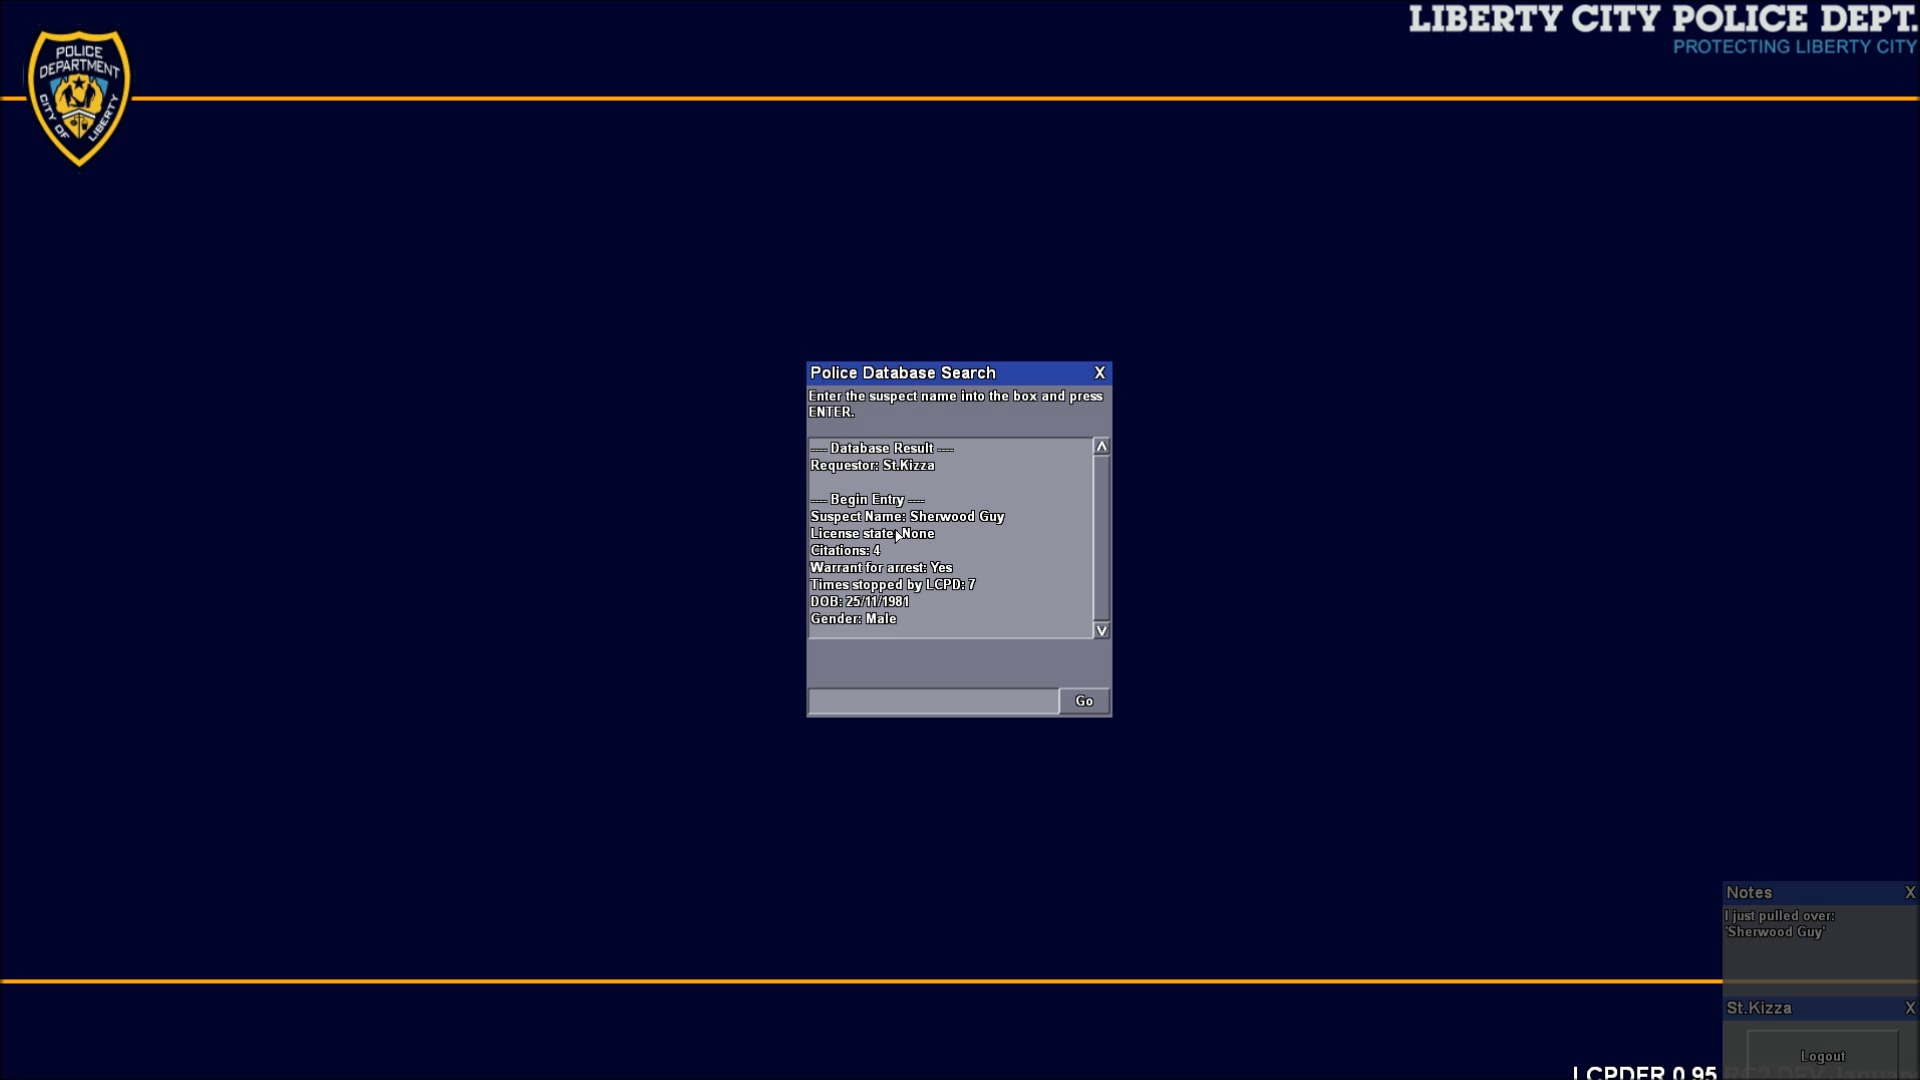 LIBERTY CITY POLICE DEPT.
PROTECTING LIBERTY CITY
POLICE
DEPARTMENT
CITY OF
LIBERTY
Police Database Search X
Enter the suspect name into the box and press
ENTER.
---- Database Result ----
Requestor: St.Kizza
---- Begin Entry ----
Suspect Name: Sherwood Guy
License state: None
Citations: 4
Warrant for arrest: Yes
Times stopped by LCPD: 7
DOB: 25/11/1981
Gender: Male
Go
Notes X
I just pulled over:
'Sherwood Guy'
St.Kizza X
Logout
LCPDFR 0.95 RC2 DEV January